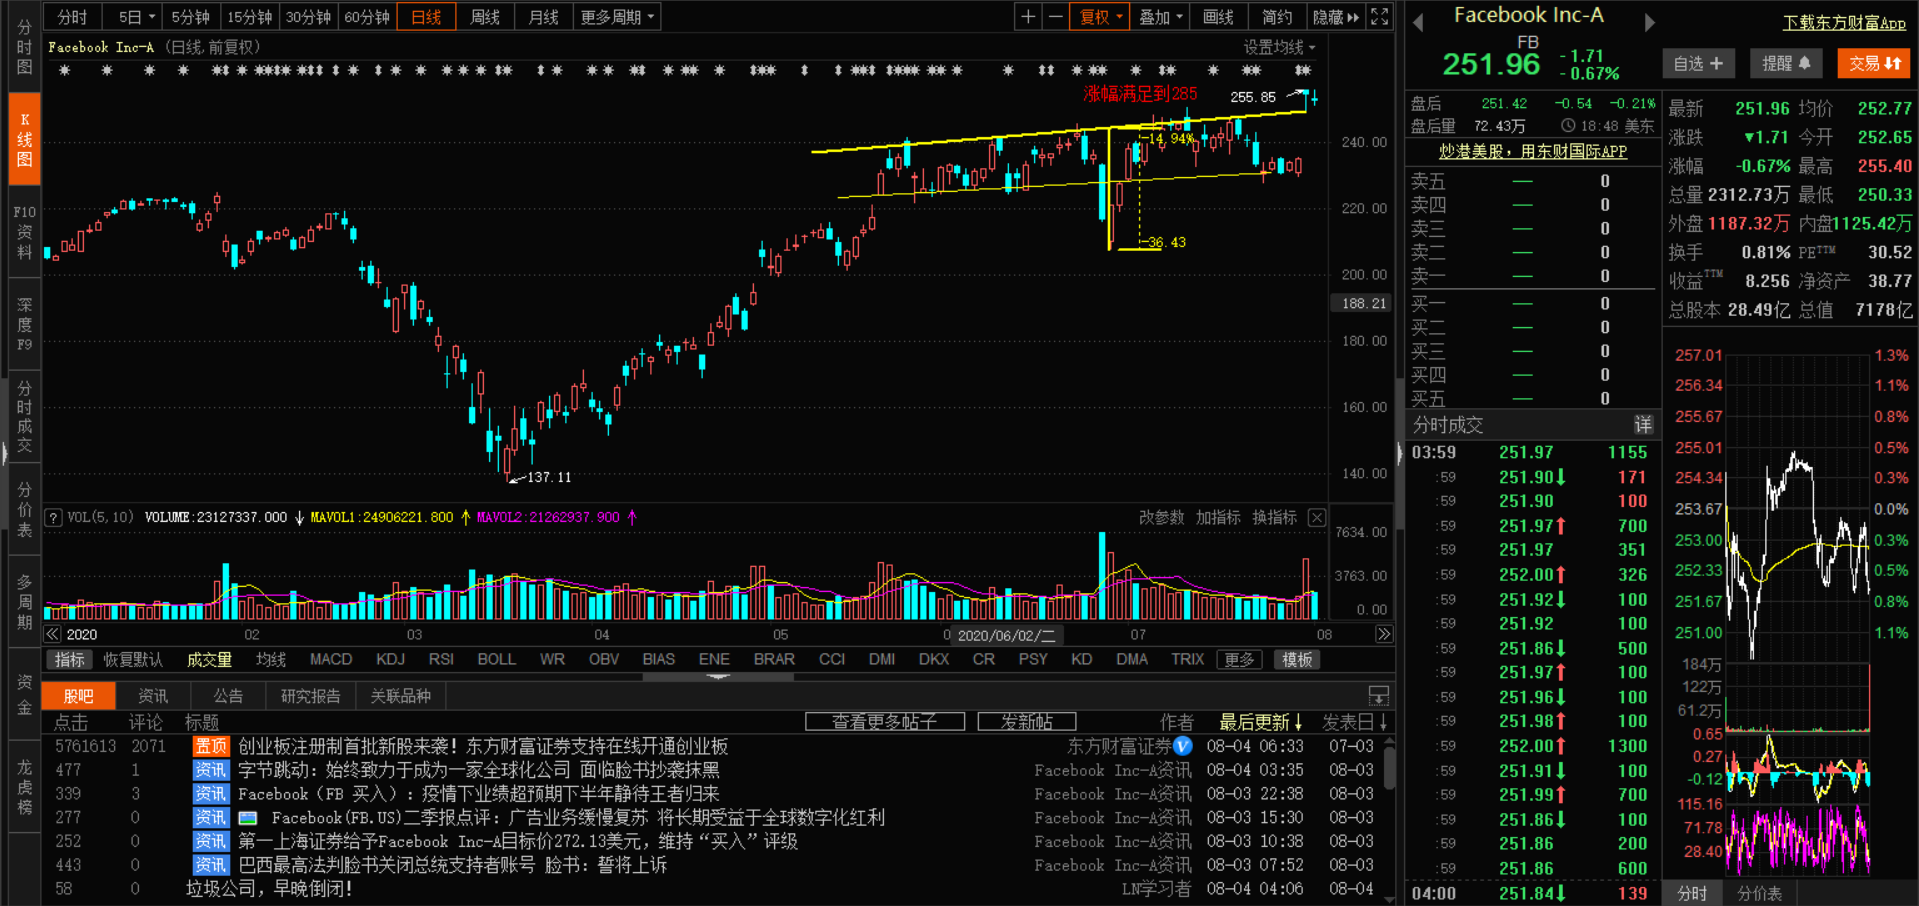 分时 5日 5分钟 15分钟 30分钟 60分钟 日线 周线 月线 更多周期
复权 叠加 画线 简约 隐藏
Facebook Inc-A (日线,前复权)
设置均线
分时图
K线图
F10资料
深度F9
分时成交
分价表
多周期
资金
龙虎榜
涨幅满足到285
255.85
14.94%
-36.43
137.11
240.00
220.00
200.00
188.21
180.00
160.00
140.00
? VOL(5,10) VOLUME:23127337.000 ↓ MAVOL1:24906221.800 ↑ MAVOL2:21262937.900 ↑
改参数 加指标 换指标
7634.00
3763.00
0.00
2020 02 03 04 05 0 2020/06/02/二 07 08
指标 恢复默认 成交量 均线 MACD KDJ RSI BOLL WR OBV BIAS ENE BRAR CCI DMI DKX CR PSY KD DMA TRIX 更多 模板
股吧 资讯 公告 研究报告 关联品种
点击 评论 标题 查看更多帖子 发新帖 作者 最后更新↓ 发表日↓
5761613 2071 置顶 创业板注册制首批新股来袭! 东方财富证券支持在线开通创业板 东方财富证券 V 08-04 06:33 07-03
477 1 资讯 字节跳动: 始终致力于成为一家全球化公司 面临脸书抄袭抹黑 Facebook Inc-A资讯 08-04 03:35 08-03
339 3 资讯 Facebook (FB 买入) : 疫情下业绩超预期下半年静待王者归来 Facebook Inc-A资讯 08-03 22:38 08-03
277 0 资讯 Facebook(FB.US)二季报点评: 广告业务缓慢复苏 将长期受益于全球数字化红利 Facebook Inc-A资讯 08-03 15:30 08-03
252 0 资讯 第一上海证券给予Facebook Inc-A目标价272.13美元, 维持“买入”评级 Facebook Inc-A资讯 08-03 10:38 08-03
443 0 资讯 巴西最高法判脸书关闭总统支持者账号 脸书: 誓将上诉 Facebook Inc-A资讯 08-03 07:52 08-03
58 0 垃圾公司, 早晚倒闭! LN学习者 08-04 04:06 08-04
Facebook Inc-A
FB
下载东方财富App
251.96 -1.71
-0.67%
自选 + 提醒 交易
盘后 251.42 -0.54 -0.21%
盘后量 72.43万 18:48 美东
炒港美股, 用东财国际APP
卖五 — 0
卖四 — 0
卖三 — 0
卖二 — 0
卖一 — 0
买一 — 0
买二 — 0
买三 — 0
买四 — 0
买五 — 0
分时成交 详
03:59 251.97 1155
:59 251.90↓ 171
:59 251.90 100
:59 251.97↑ 700
:59 251.97 351
:59 252.00↑ 326
:59 251.92↓ 100
:59 251.92 100
:59 251.86↓ 500
:59 251.97↑ 100
:59 251.96↓ 100
:59 251.98↑ 100
:59 252.00↑ 1300
:59 251.91↓ 100
:59 251.99↑ 700
:59 251.86↓ 100
:59 251.86 200
:59 251.86 600
04:00 251.84↓ 139
最新 251.96 均价 252.77
涨跌 ▼1.71 今开 252.65
涨幅 -0.67% 最高 255.40
总量 2312.73万 最低 250.33
外盘 1187.32万 内盘 1125.42万
换手 0.81% PE TTM 30.52
收益 TTM 8.256 净资产 38.77
总股本 28.49亿 总值 7178亿
257.01 1.3%
256.34 1.1%
255.67 0.8%
255.01 0.5%
254.34 0.3%
253.67 0.0%
253.00 0.3%
252.33 0.5%
251.67 0.8%
251.00 1.1%
184万
122万
61.2万
0.65
0.27
-0.12
115.16
71.78
28.40
分时 分价表